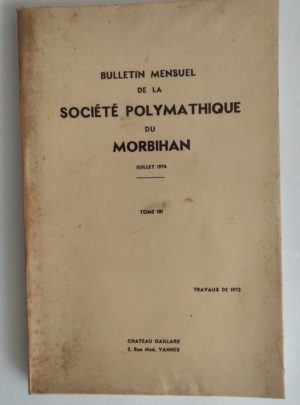 BULLETIN MENSUEL
DE LA
SOCIÉTÉ POLYMATHIQUE
DU
MORBIHAN
JUILLET 1974
TOME 101
TRAVAUX DE 1973
CHATEAU GAILLARD
2, Rue Noé, VANNES